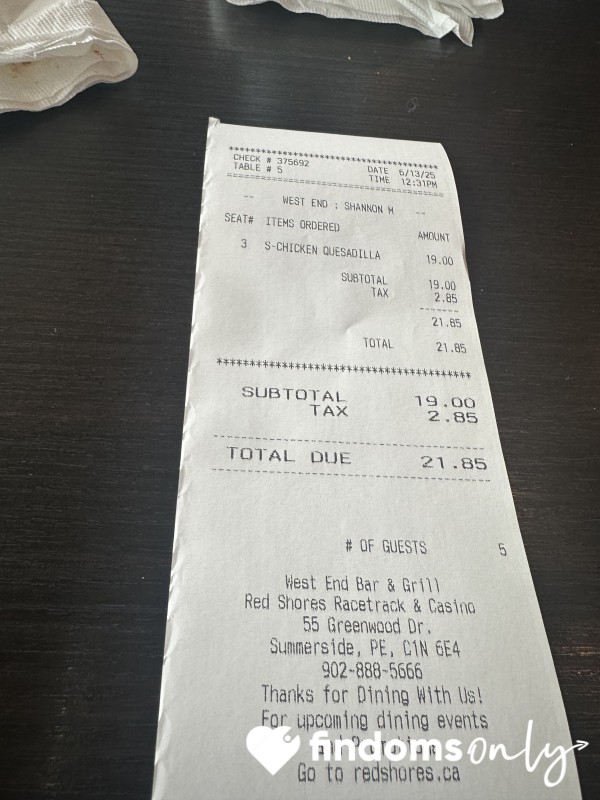 CHECK # 375692 DATE 6/13/25
TABLE # 5 TIME 12:31PM
-- WEST END : SHANNON M --
SEAT# ITEMS ORDERED AMOUNT
3 S-CHICKEN QUESADILLA 19.00
SUBTOTAL 19.00
TAX 2.85
21.85
TOTAL 21.85
SUBTOTAL 19.00
TAX 2.85
TOTAL DUE 21.85
# OF GUESTS 5
West End Bar & Grill
Red Shores Racetrack & Casino
55 Greenwood Dr.
Summerside, PE, C1N 6E4
902-888-5666
Thanks for Dining With Us!
For upcoming dining events
findomsonly
Go to redshores.ca